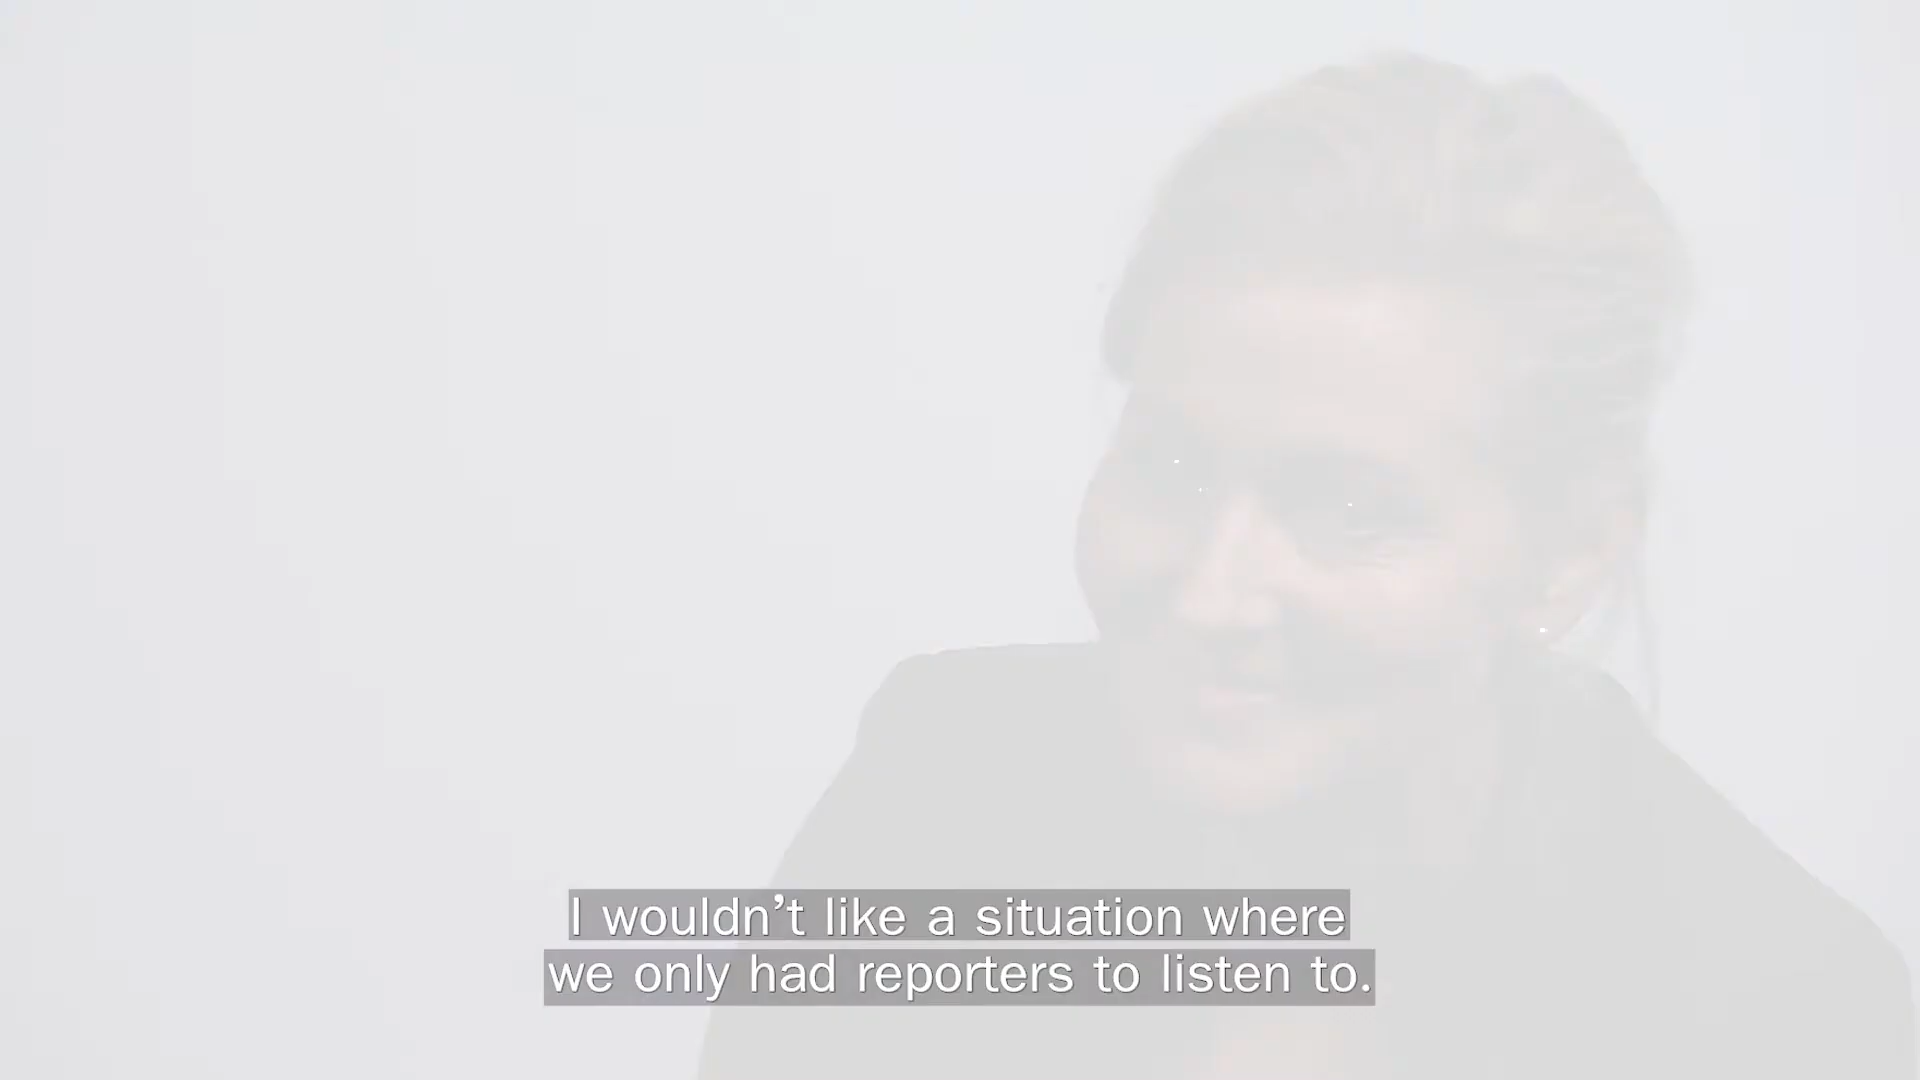 I wouldn’t like a situation where
we only had reporters to listen to.